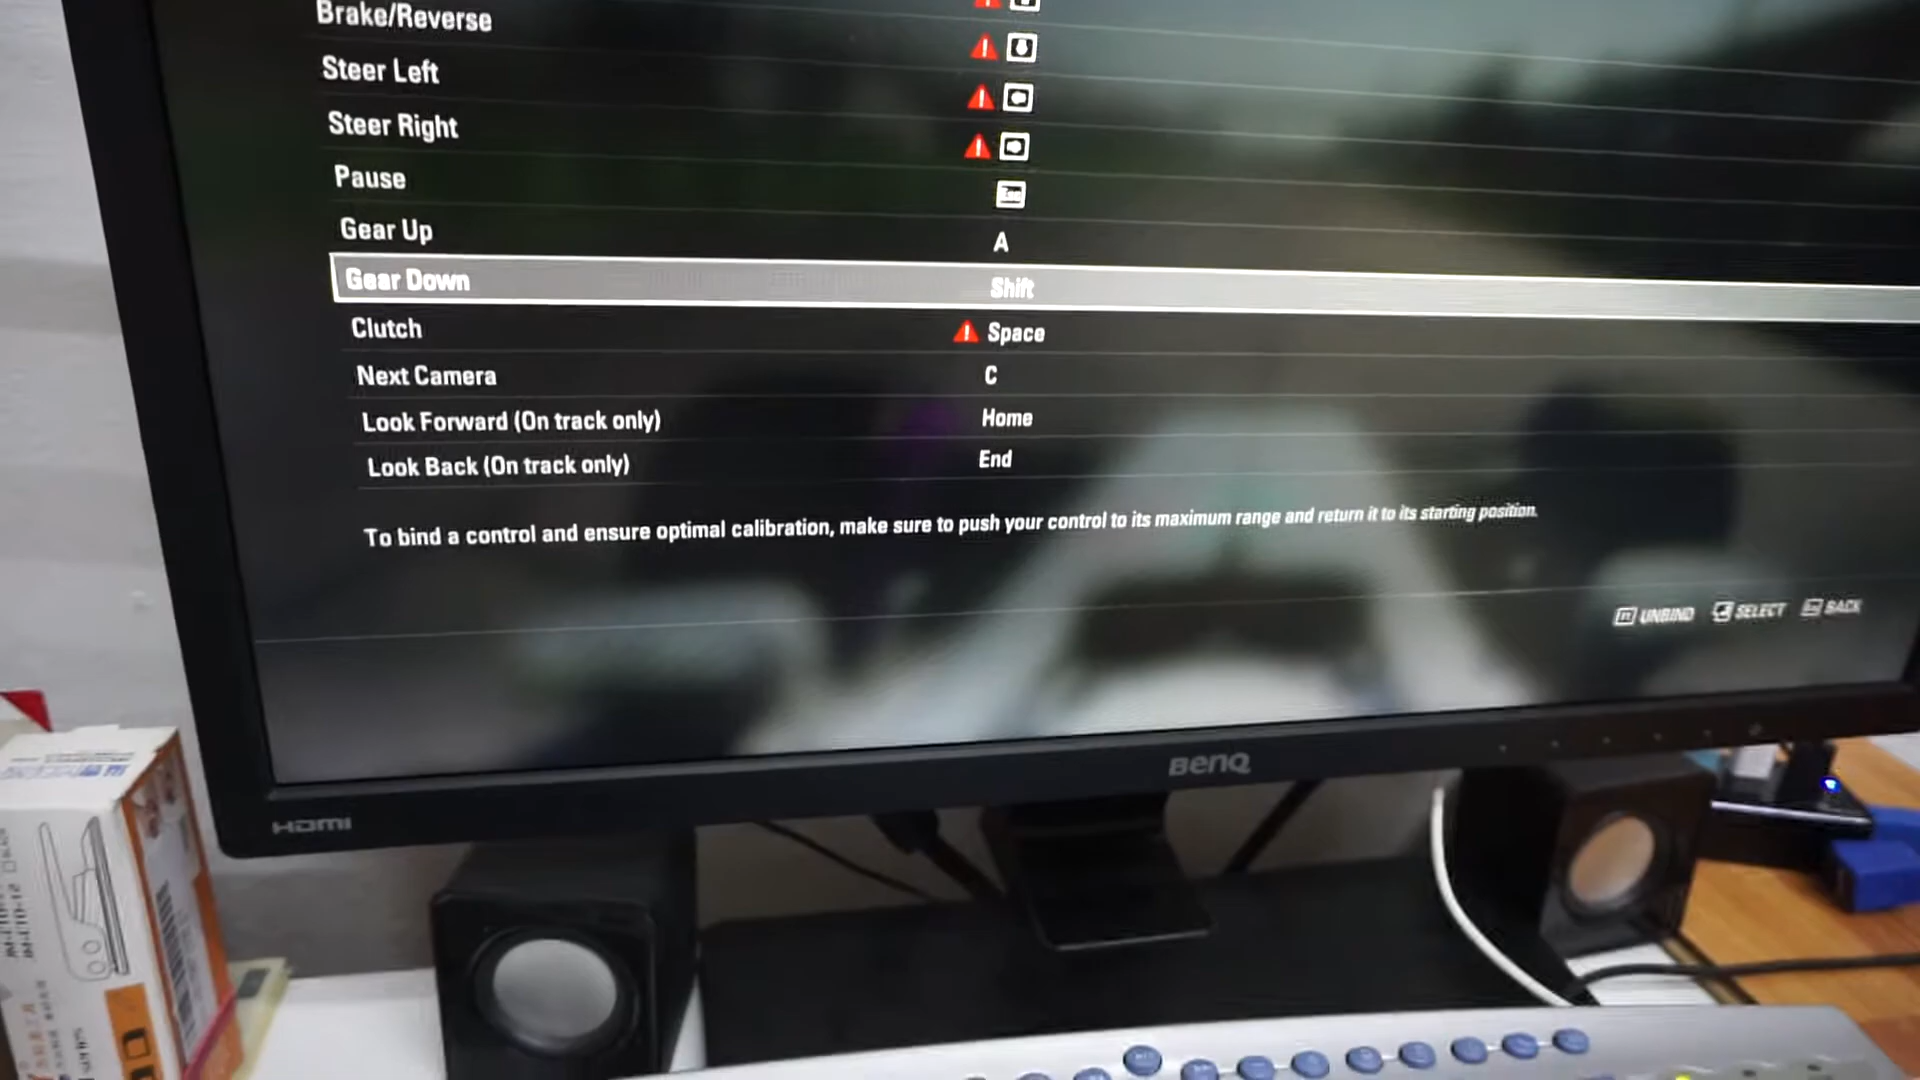 Brake/Reverse
Steer Left
Steer Right
Pause
Esc
Gear Up A
Gear Down Shift
Clutch Space
Next Camera C
Look Forward (On track only) Home
Look Back (On track only) End
To bind a control and ensure optimal calibration, make sure to push your control to its maximum range and return it to its starting position.
UNBIND SELECT BACK
BenQ
HDMI